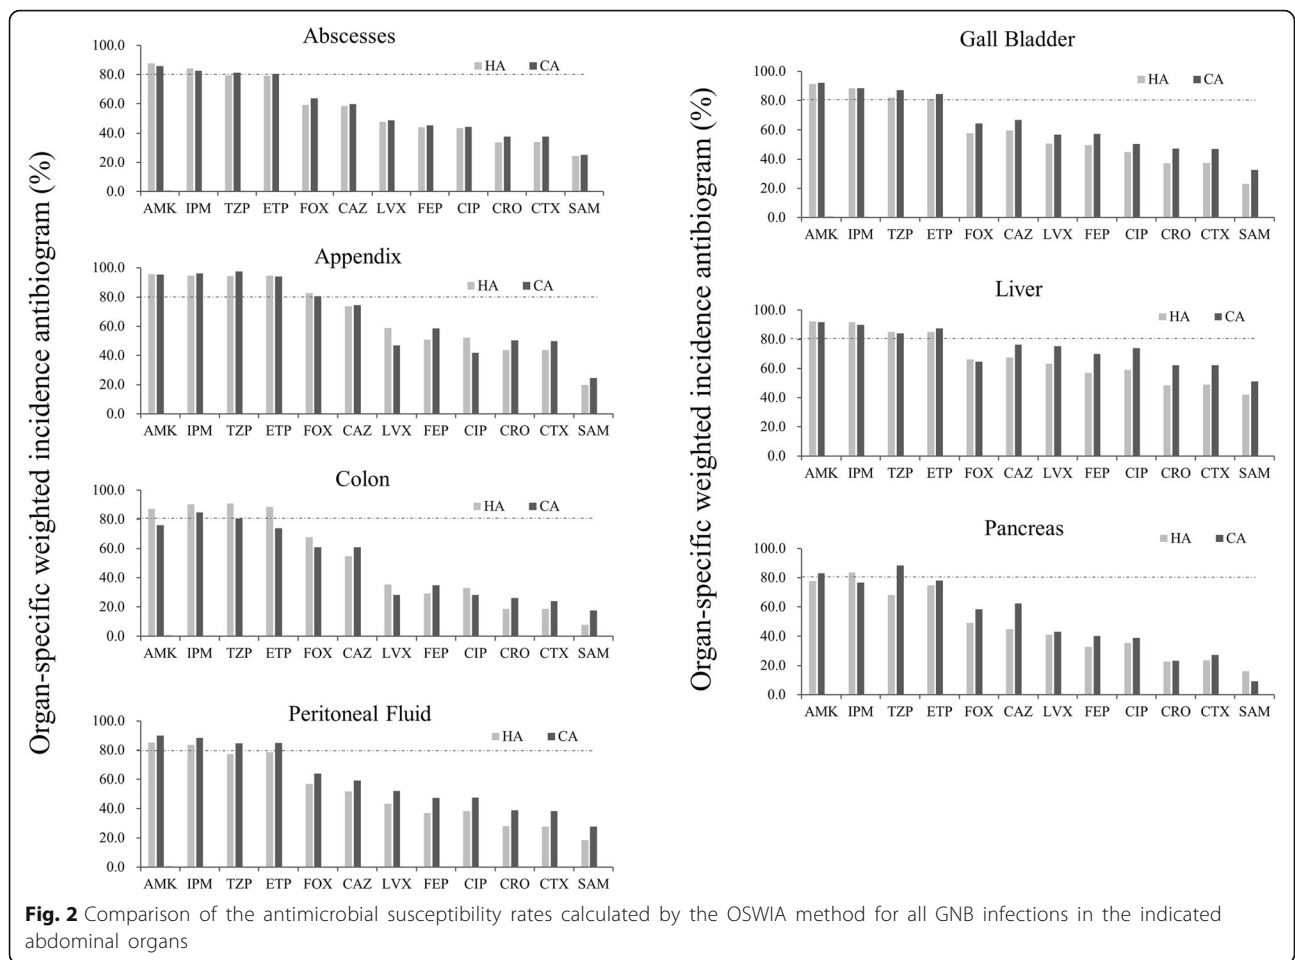 Organ-specific weighted incidence antibiogram (%)
Abscesses
HA CA
100.0
80.0
60.0
40.0
20.0
0.0
AMK IPM TZP ETP FOX CAZ LVX FEP CIP CRO CTX SAM
Appendix
HA CA
100.0
80.0
60.0
40.0
20.0
0.0
AMK IPM TZP ETP FOX CAZ LVX FEP CIP CRO CTX SAM
Colon
HA CA
100.0
80.0
60.0
40.0
20.0
0.0
AMK IPM TZP ETP FOX CAZ LVX FEP CIP CRO CTX SAM
Peritoneal Fluid
HA CA
100.0
80.0
60.0
40.0
20.0
0.0
AMK IPM TZP ETP FOX CAZ LVX FEP CIP CRO CTX SAM
Organ-specific weighted incidence antibiogram (%)
Gall Bladder
HA CA
100.0
80.0
60.0
40.0
20.0
0.0
AMK IPM TZP ETP FOX CAZ LVX FEP CIP CRO CTX SAM
Liver
HA CA
100.0
80.0
60.0
40.0
20.0
0.0
AMK IPM TZP ETP FOX CAZ LVX FEP CIP CRO CTX SAM
Pancreas
HA CA
100.0
80.0
60.0
40.0
20.0
0.0
AMK IPM TZP ETP FOX CAZ LVX FEP CIP CRO CTX SAM
Fig. 2 Comparison of the antimicrobial susceptibility rates calculated by the OSWIA method for all GNB infections in the indicated
abdominal organs